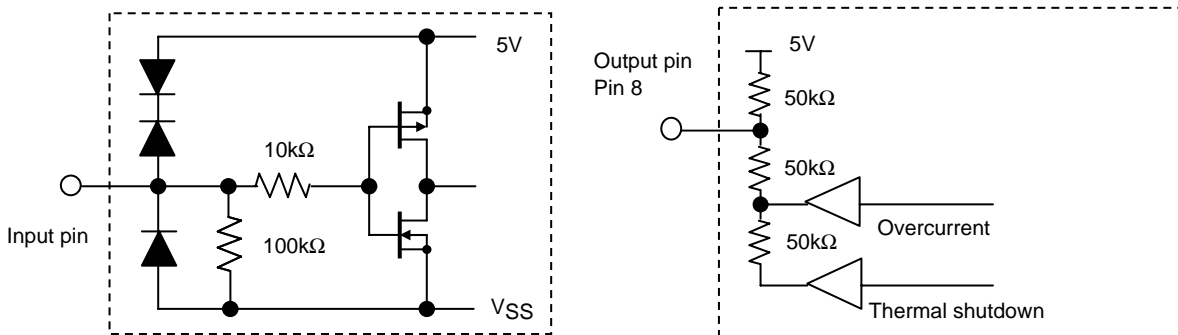 5V
10kΩ
Input pin
100kΩ
VSS
Output pin
Pin 8
5V
50kΩ
50kΩ
50kΩ
Overcurrent
Thermal shutdown